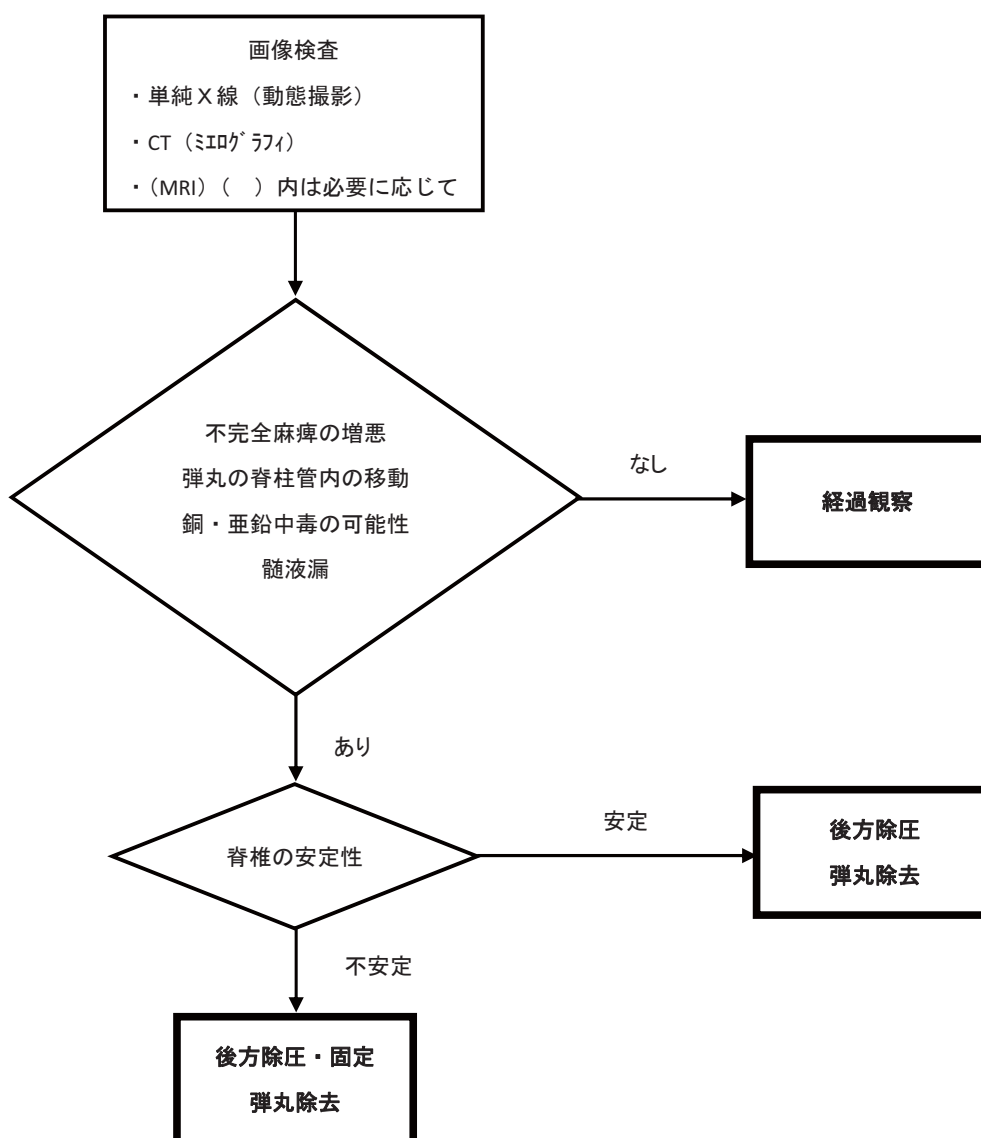 画像検査
・単純X線（動態撮影）
・CT（ﾐｴﾛｸﾞﾗﾌｨ）
・（MRI）（　）内は必要に応じて
不完全麻痺の増悪
弾丸の脊柱管内の移動
銅・亜鉛中毒の可能性
髄液漏
なし
経過観察
あり
脊椎の安定性
安定
後方除圧
弾丸除去
不安定
後方除圧・固定
弾丸除去